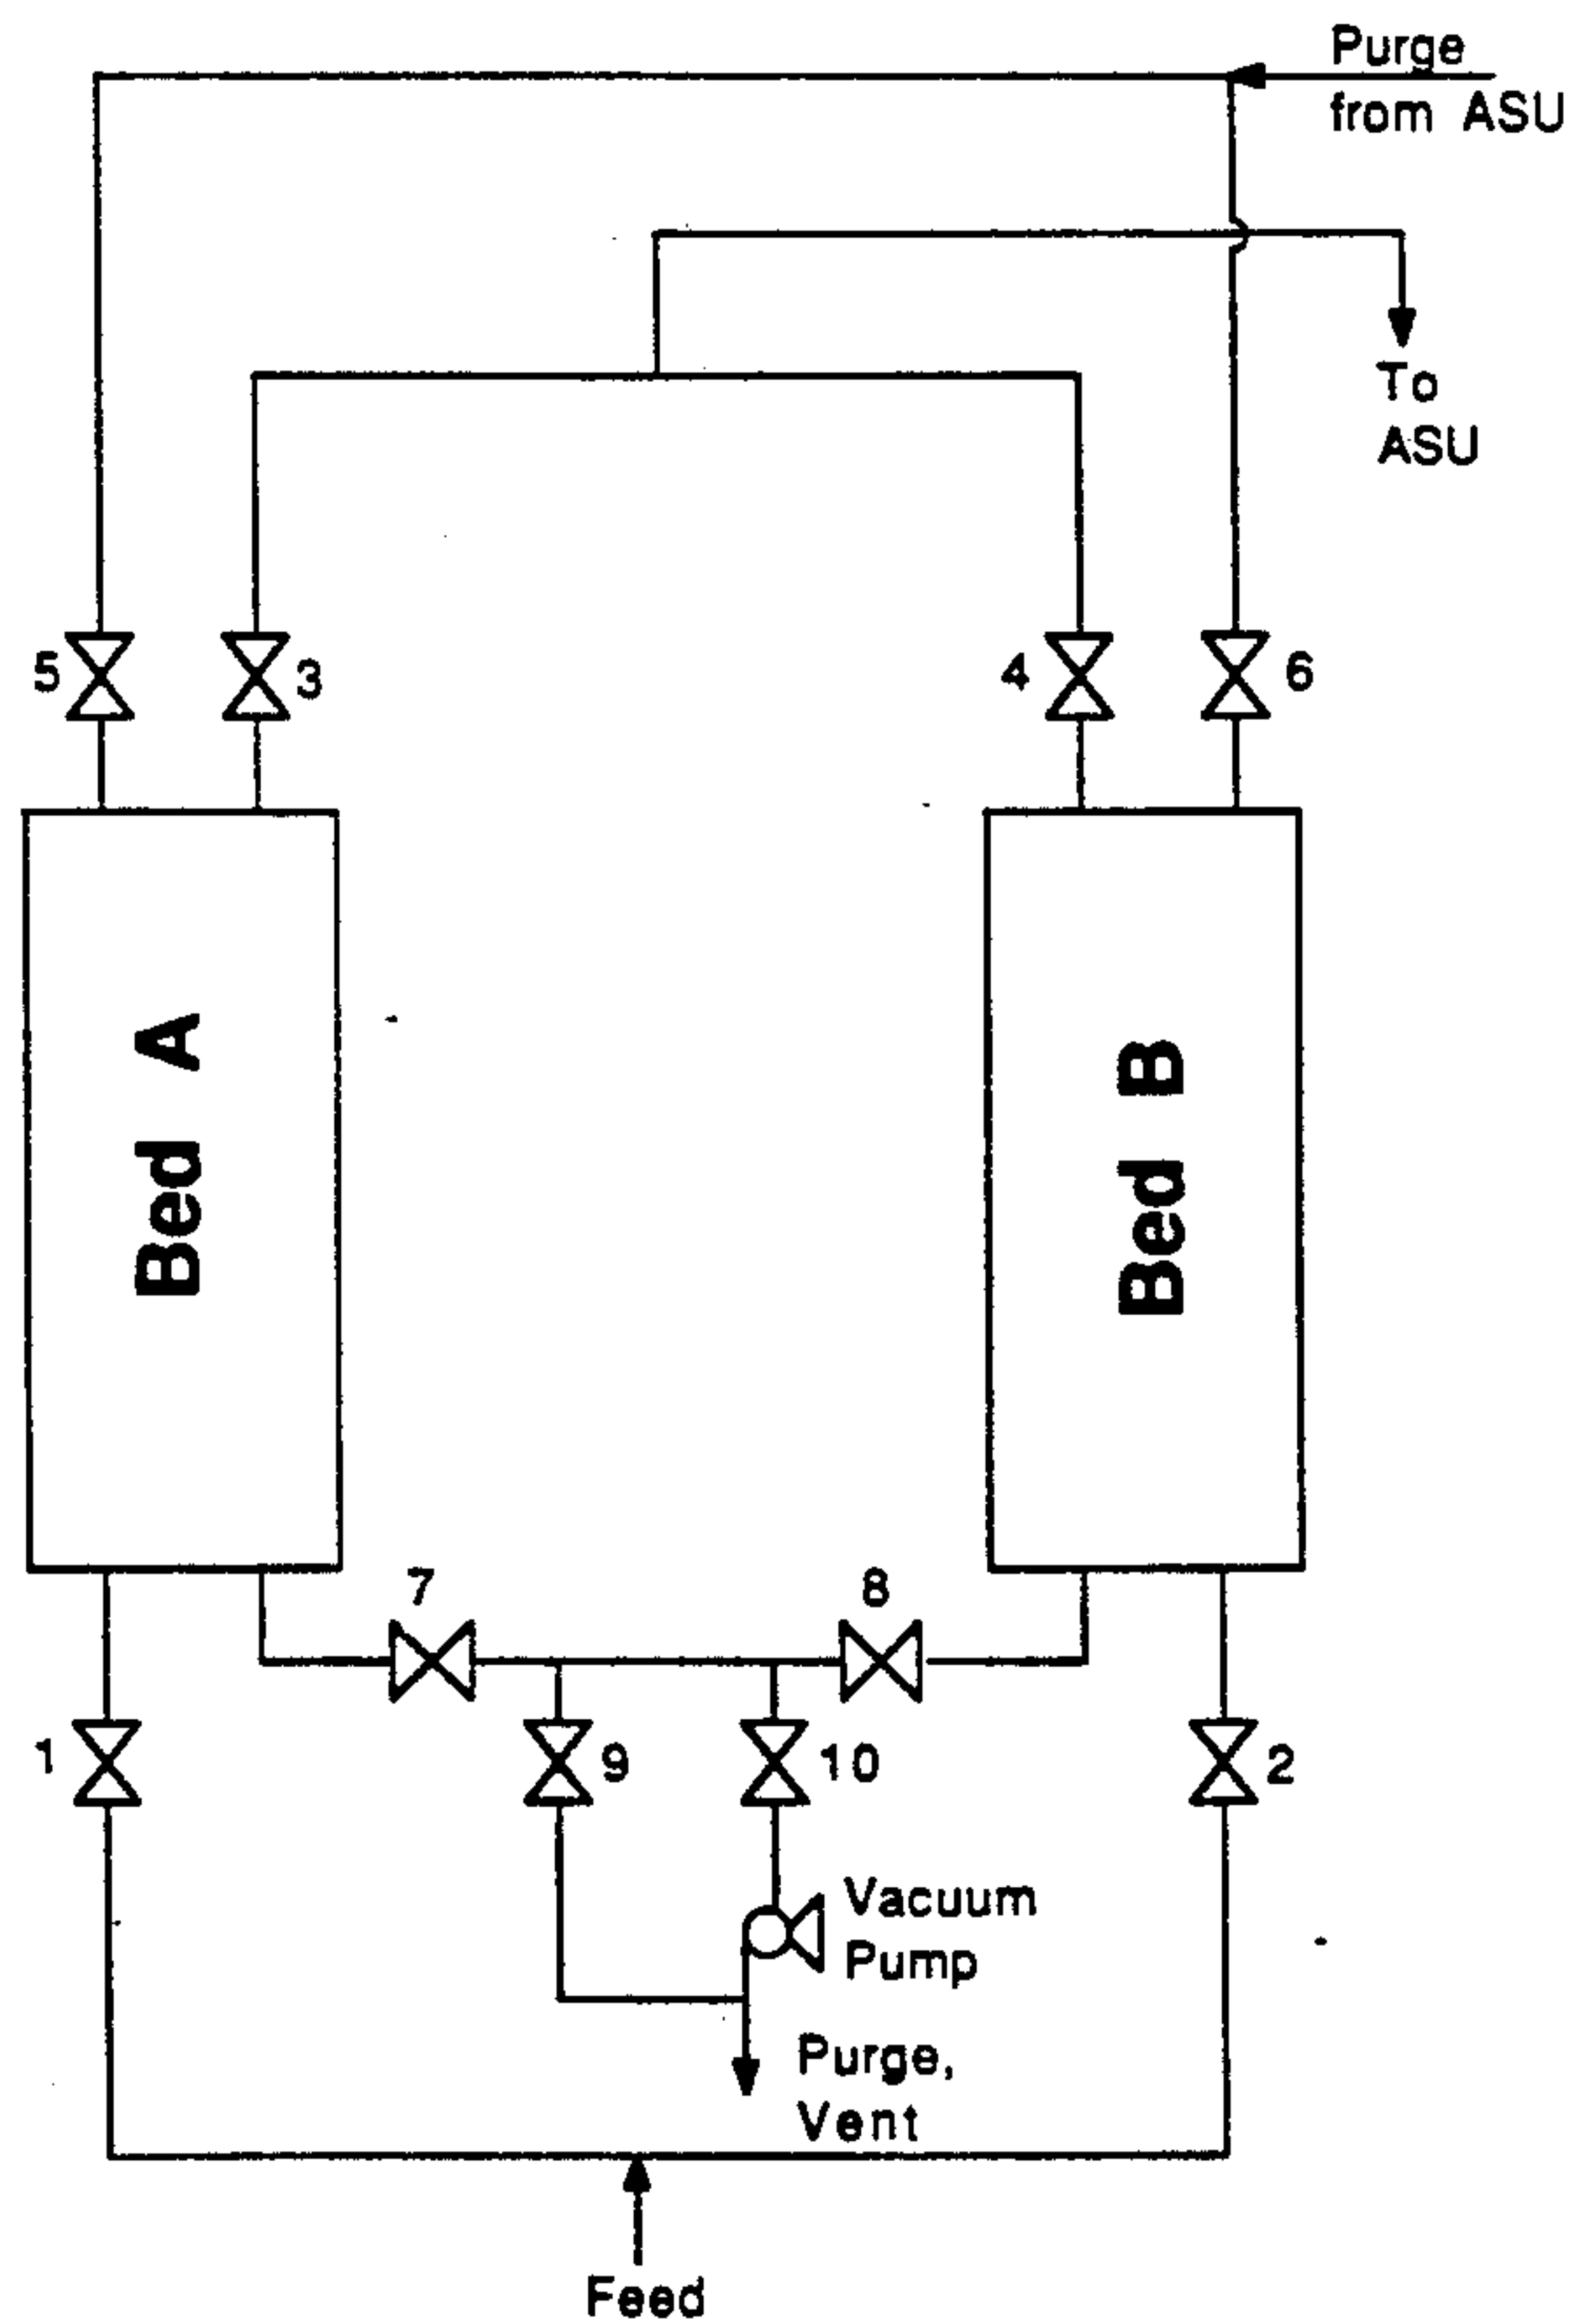 Purge
from ASU
To
ASU
5
3
4
6
Bed A
Bed B
7
8
1
9
10
2
Vacuum
Pump
Purge,
Vent
Feed